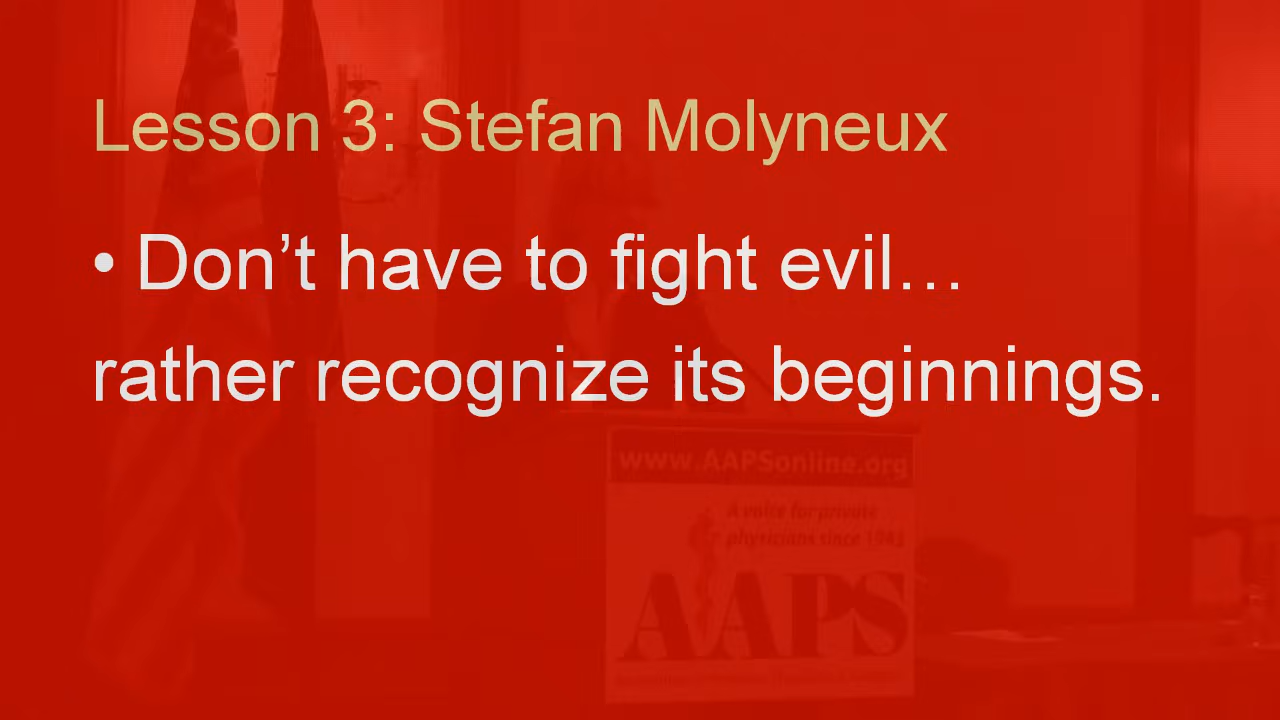 Lesson 3: Stefan Molyneux
• Don’t have to fight evil…
rather recognize its beginnings.
www.AAPSonline.org
A voice for private
physicians since 1943
AAPS